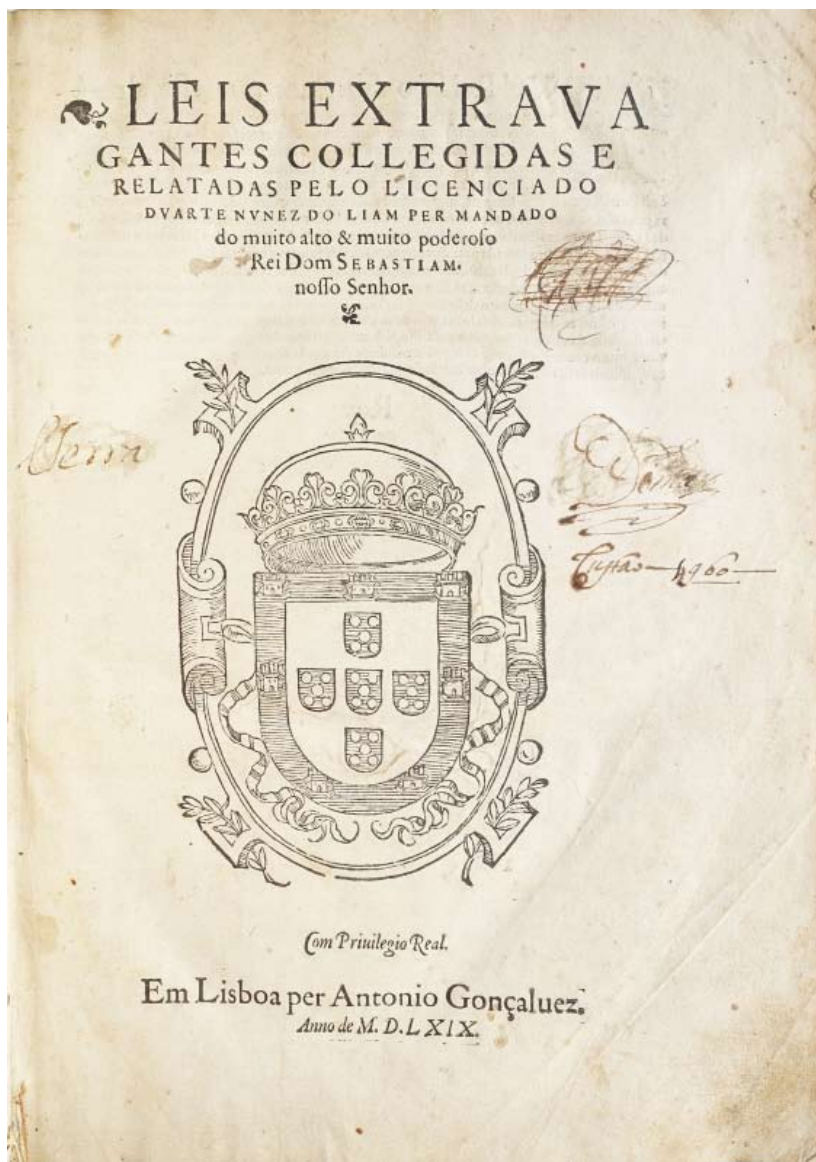 LEIS EXTRAVA
GANTES COLLEGIDAS E
RELATADAS PELO LICENCIADO
DVARTE NVNEZ DO LIAM PER MANDADO
do muito alto & muito poderoſo
Rei Dom SEBASTIAM.
noſſo Senhor.
Com Priuilegio Real.
Em Lisboa per Antonio Gonçaluez.
Anno de M. D. LXIX.